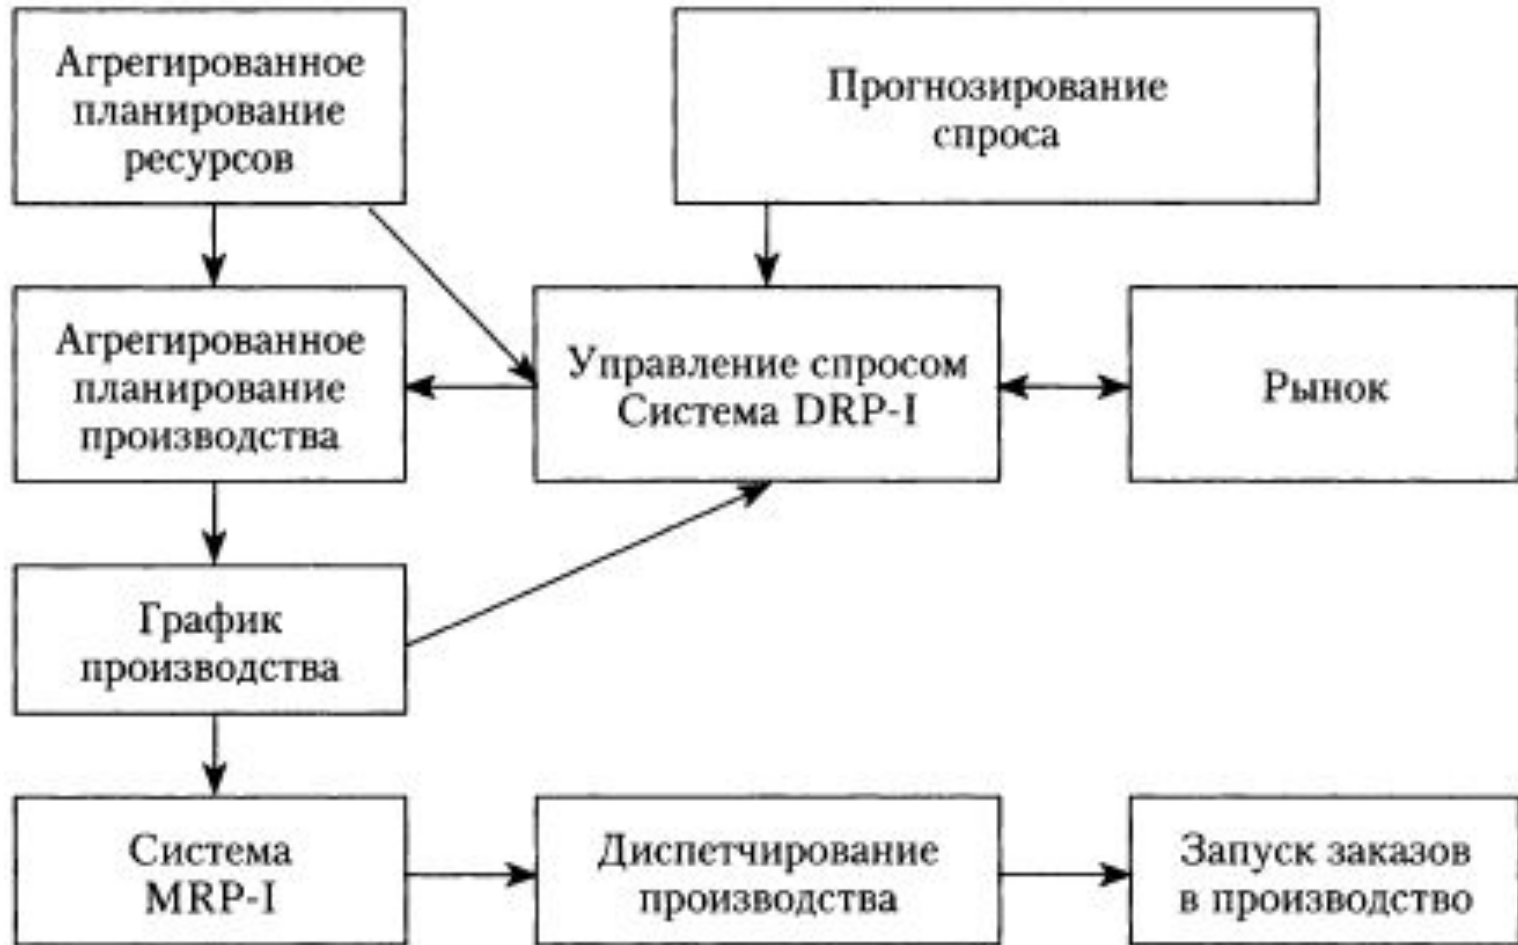 Агрегированное
планирование
ресурсов
Прогнозирование
спроса
Агрегированное
планирование
производства
Управление спросом
Система DRP-I
Рынок
График
производства
Система
MRP-I
Диспетчирование
производства
Запуск заказов
в производство